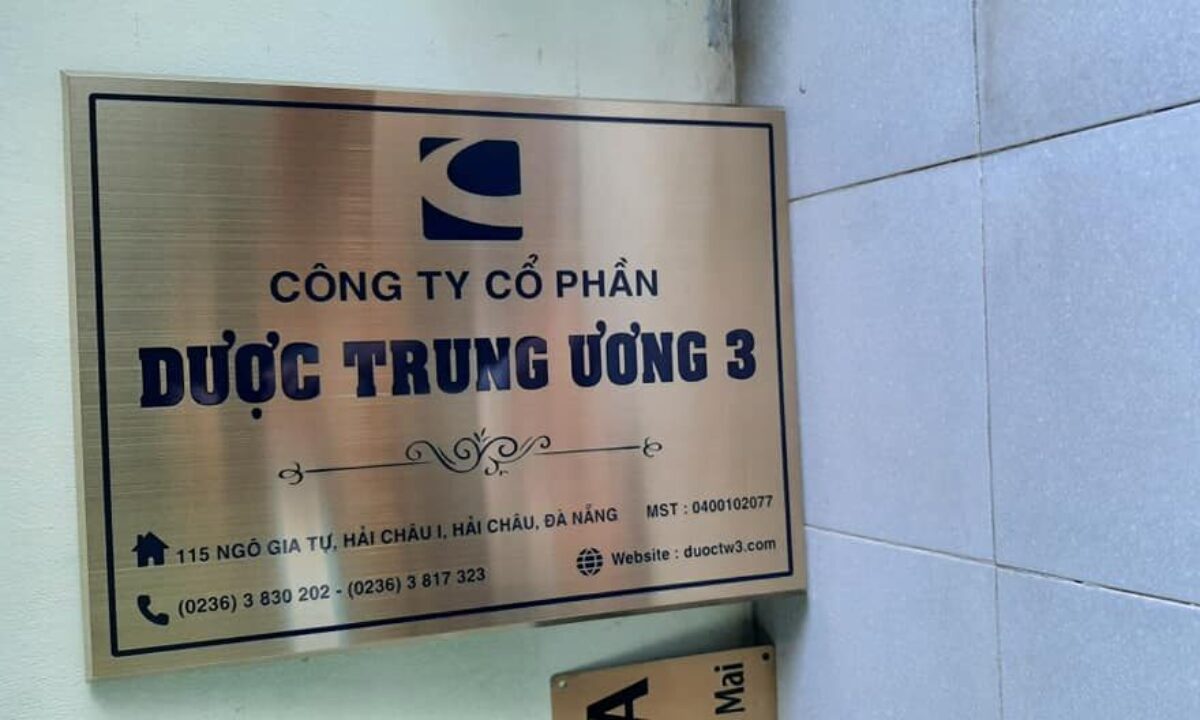 CÔNG TY CỔ PHẦN
DƯỢC TRUNG ƯƠNG 3
115 NGÔ GIA TỰ, HẢI CHÂU I, HẢI CHÂU, ĐÀ NẴNG
MST : 0400102077
(0236) 3 830 202 - (0236) 3 817 323
Website : duoctw3.com
A
Mai